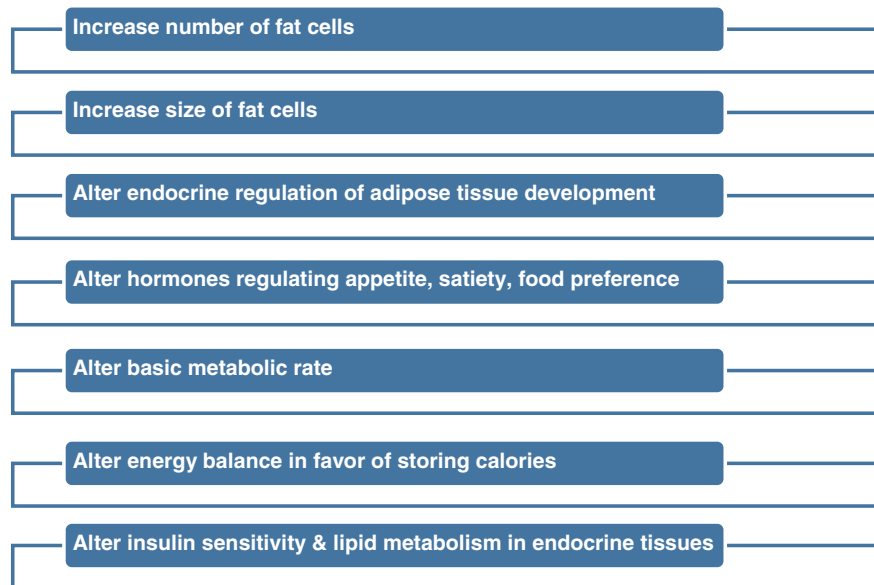 Increase number of fat cells
Increase size of fat cells
Alter endocrine regulation of adipose tissue development
Alter hormones regulating appetite, satiety, food preference
Alter basic metabolic rate
Alter energy balance in favor of storing calories
Alter insulin sensitivity & lipid metabolism in endocrine tissues